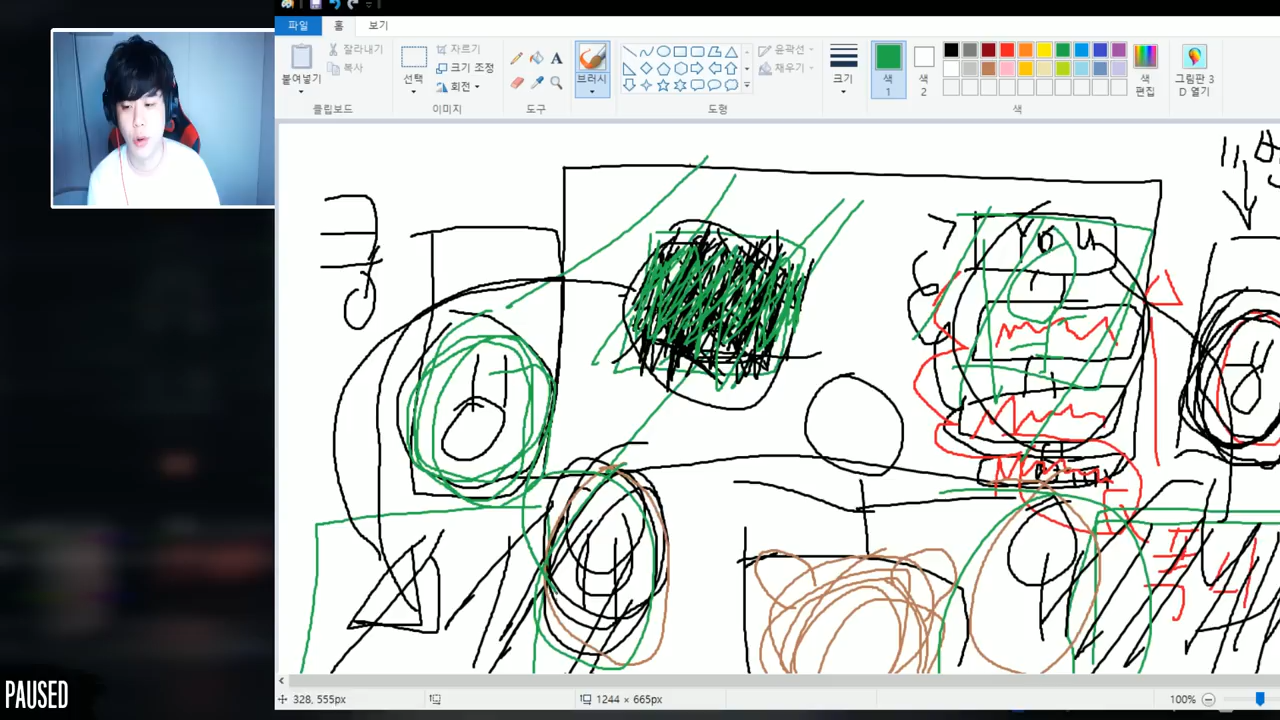 파일 홈 보기
붙여넣기
잘라내기
복사
클립보드
선택
자르기
크기 조정
회전
이미지
A
도구
브러시
윤곽선
채우기
도형
크기
색 1
색 2
색 편집
색
그림판 3D 열기
YOU
PAUSED
328, 555px
1244 × 665px
100%